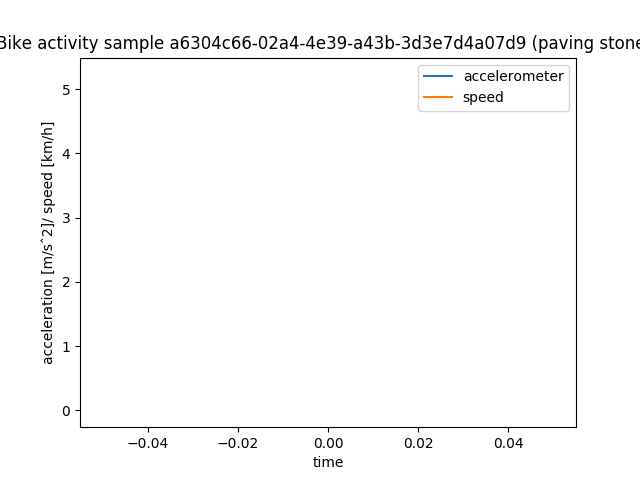 Bike activity sample a6304c66-02a4-4e39-a43b-3d3e7d4a07d9 (paving stone
accelerometer
speed
5
4
3
2
1
0
acceleration [m/s^2]/ speed [km/h]
−0.04 −0.02 0.00 0.02 0.04
time